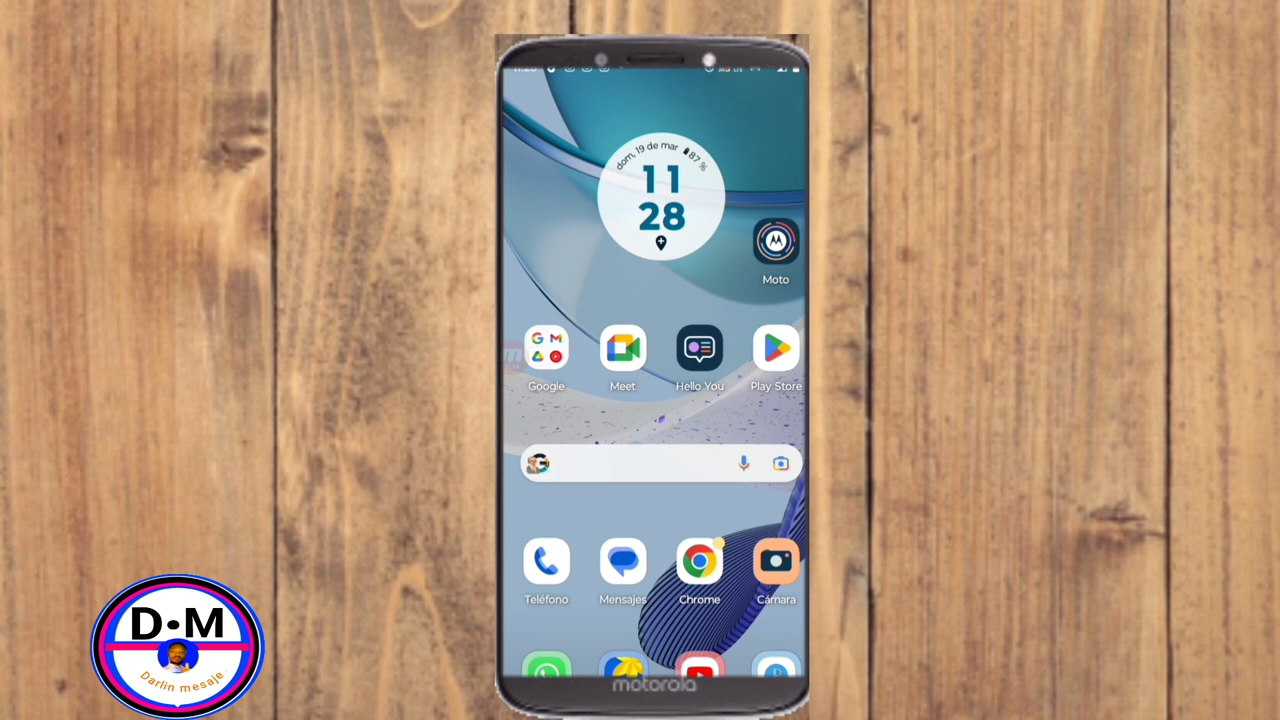 dom, 19 de mar 87 %
11
28
Moto
Google
Meet
Hello You
Play Store
Teléfono
Mensajes
Chrome
Cámara
motorola
D•M
Darlin mesaje